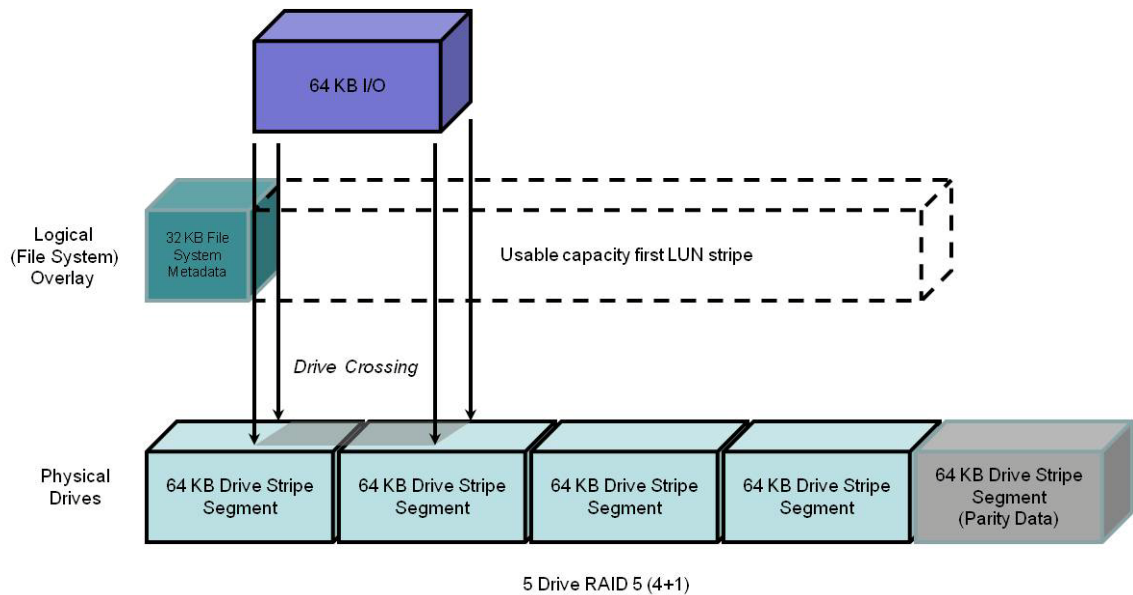 64 KB I/O
Logical
(File System)
Overlay
32 KB File
System
Metadata
Usable capacity first LUN stripe
Drive Crossing
Physical
Drives
64 KB Drive Stripe
Segment
64 KB Drive Stripe
Segment
64 KB Drive Stripe
Segment
64 KB Drive Stripe
Segment
64 KB Drive Stripe
Segment
(Parity Data)
5 Drive RAID 5 (4+1)